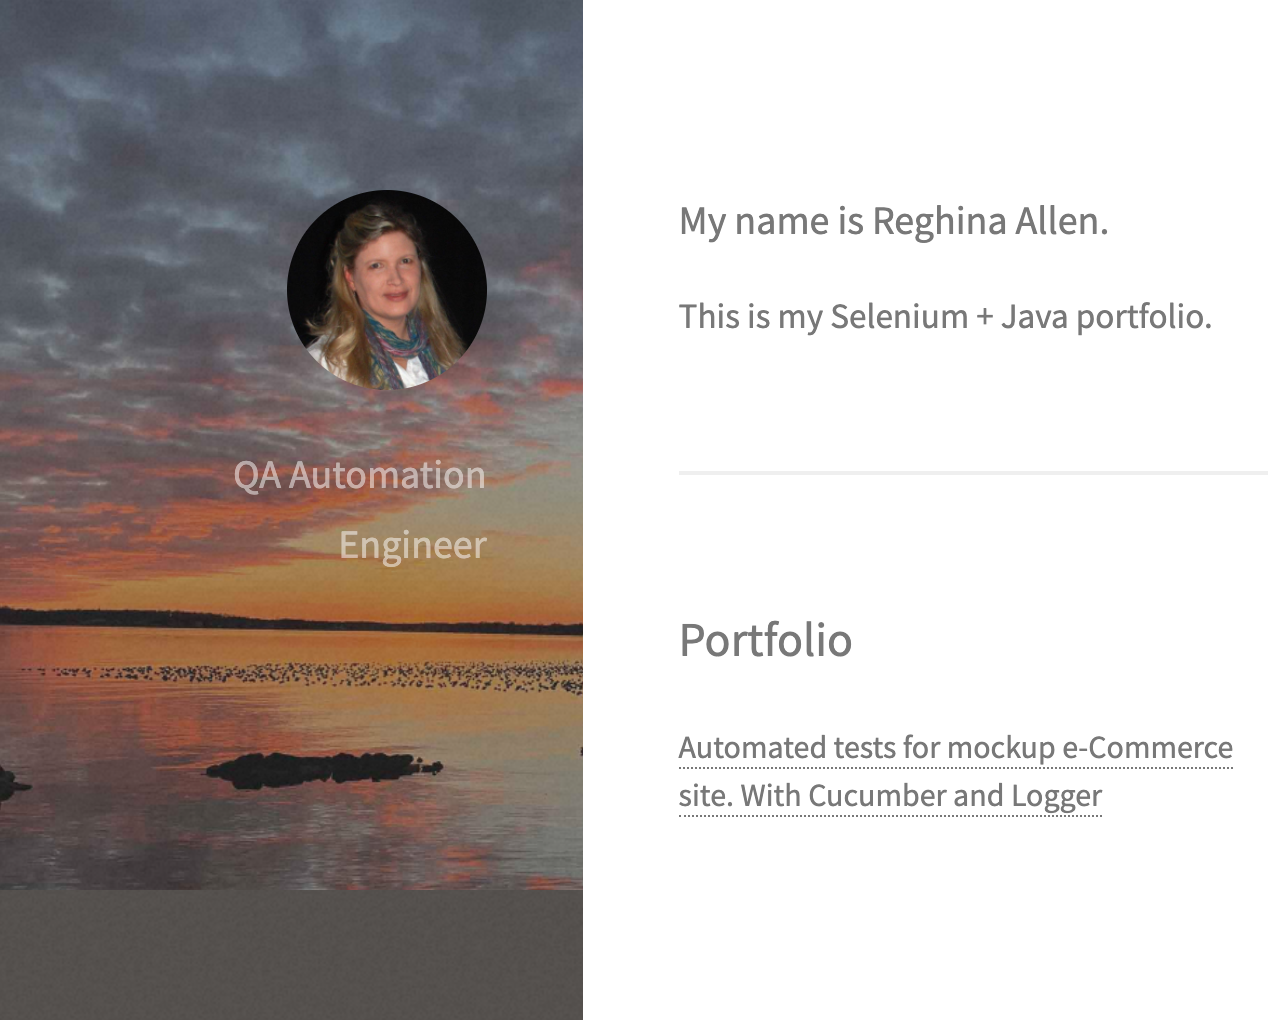 QA Automation
Engineer
My name is Reghina Allen.
This is my Selenium + Java portfolio.
Portfolio
Automated tests for mockup e-Commerce
site. With Cucumber and Logger